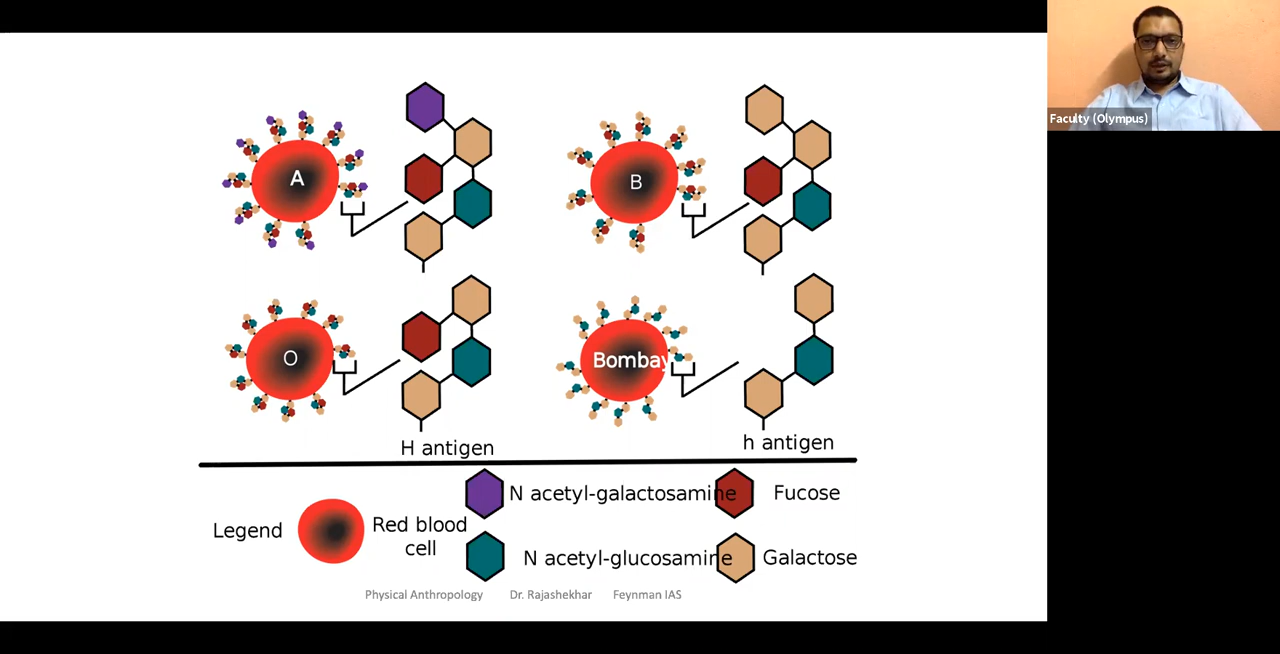 Faculty (Olympus)
A
B
O
Bombay
H antigen
h antigen
N acetyl-galactosamine
Fucose
Legend
Red blood
cell
N acetyl-glucosamine
Galactose
Physical Anthropology Dr. Rajashekhar Feynman IAS